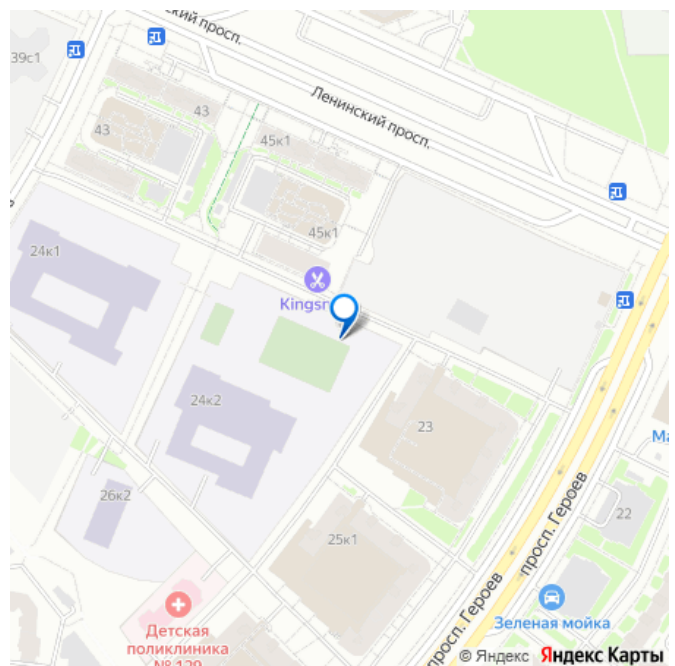 ский просп.
39с1
Ленинский просп.
43
43
45к1
45к1
24к1
Kingsm
24к2
23
Ма
26к2
22
25к1
просп. Героев
просп. Героев
Зеленая мойка
Детская
поликлиника
№ 129
© Яндекс Яндекс Карты